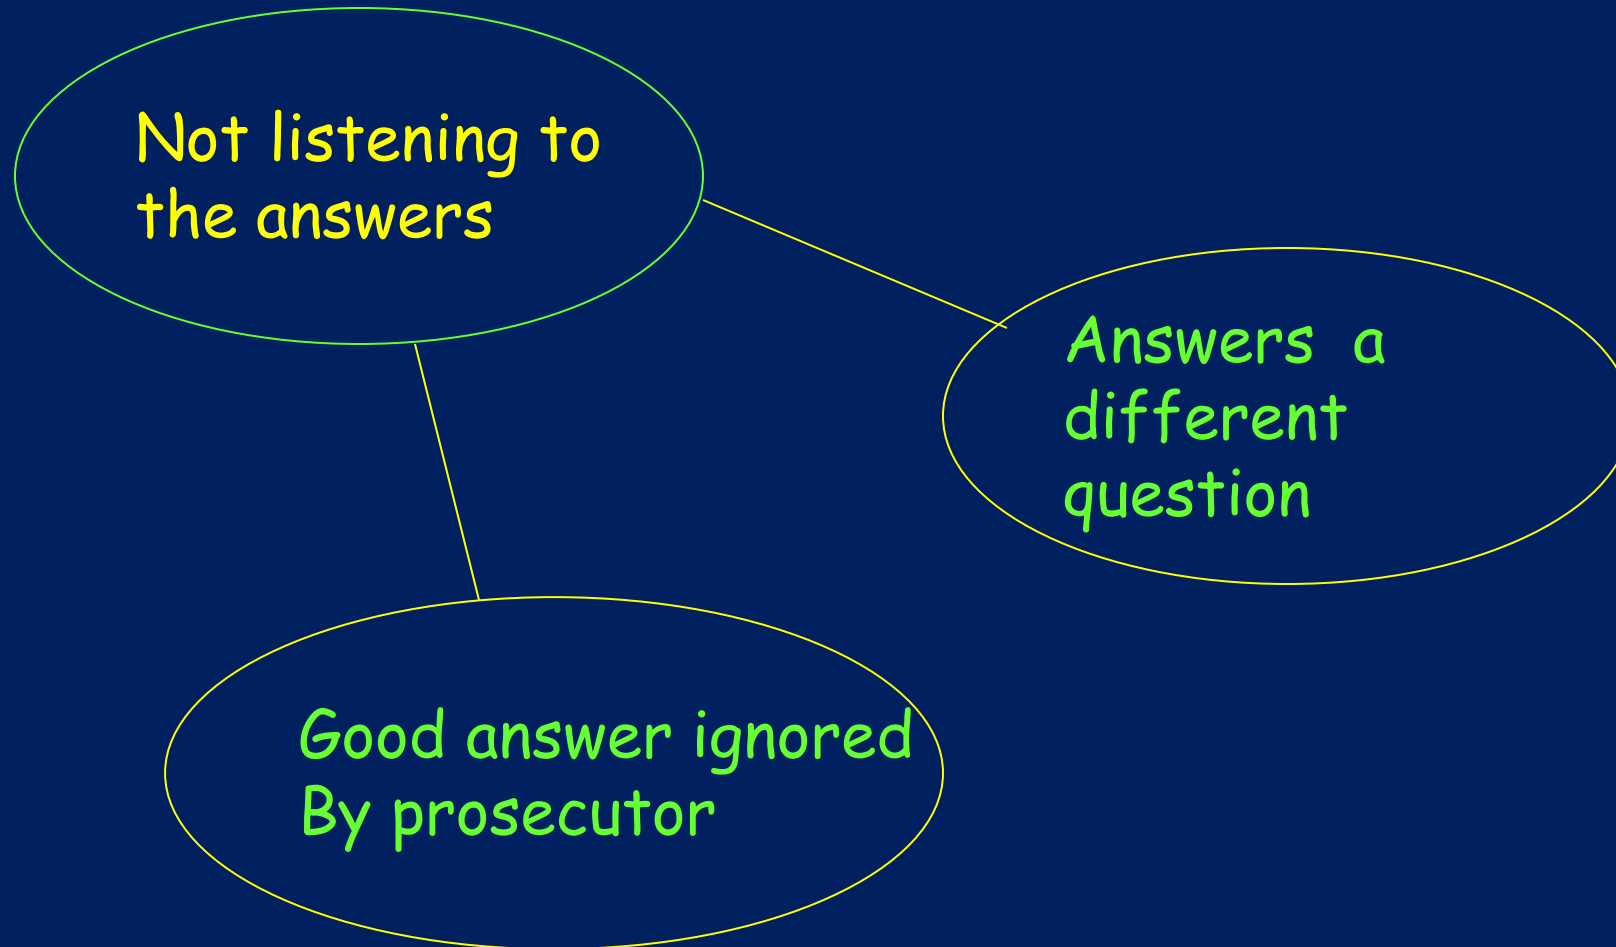 Not listening to
the answers
Answers a
different
question
Good answer ignored
By prosecutor